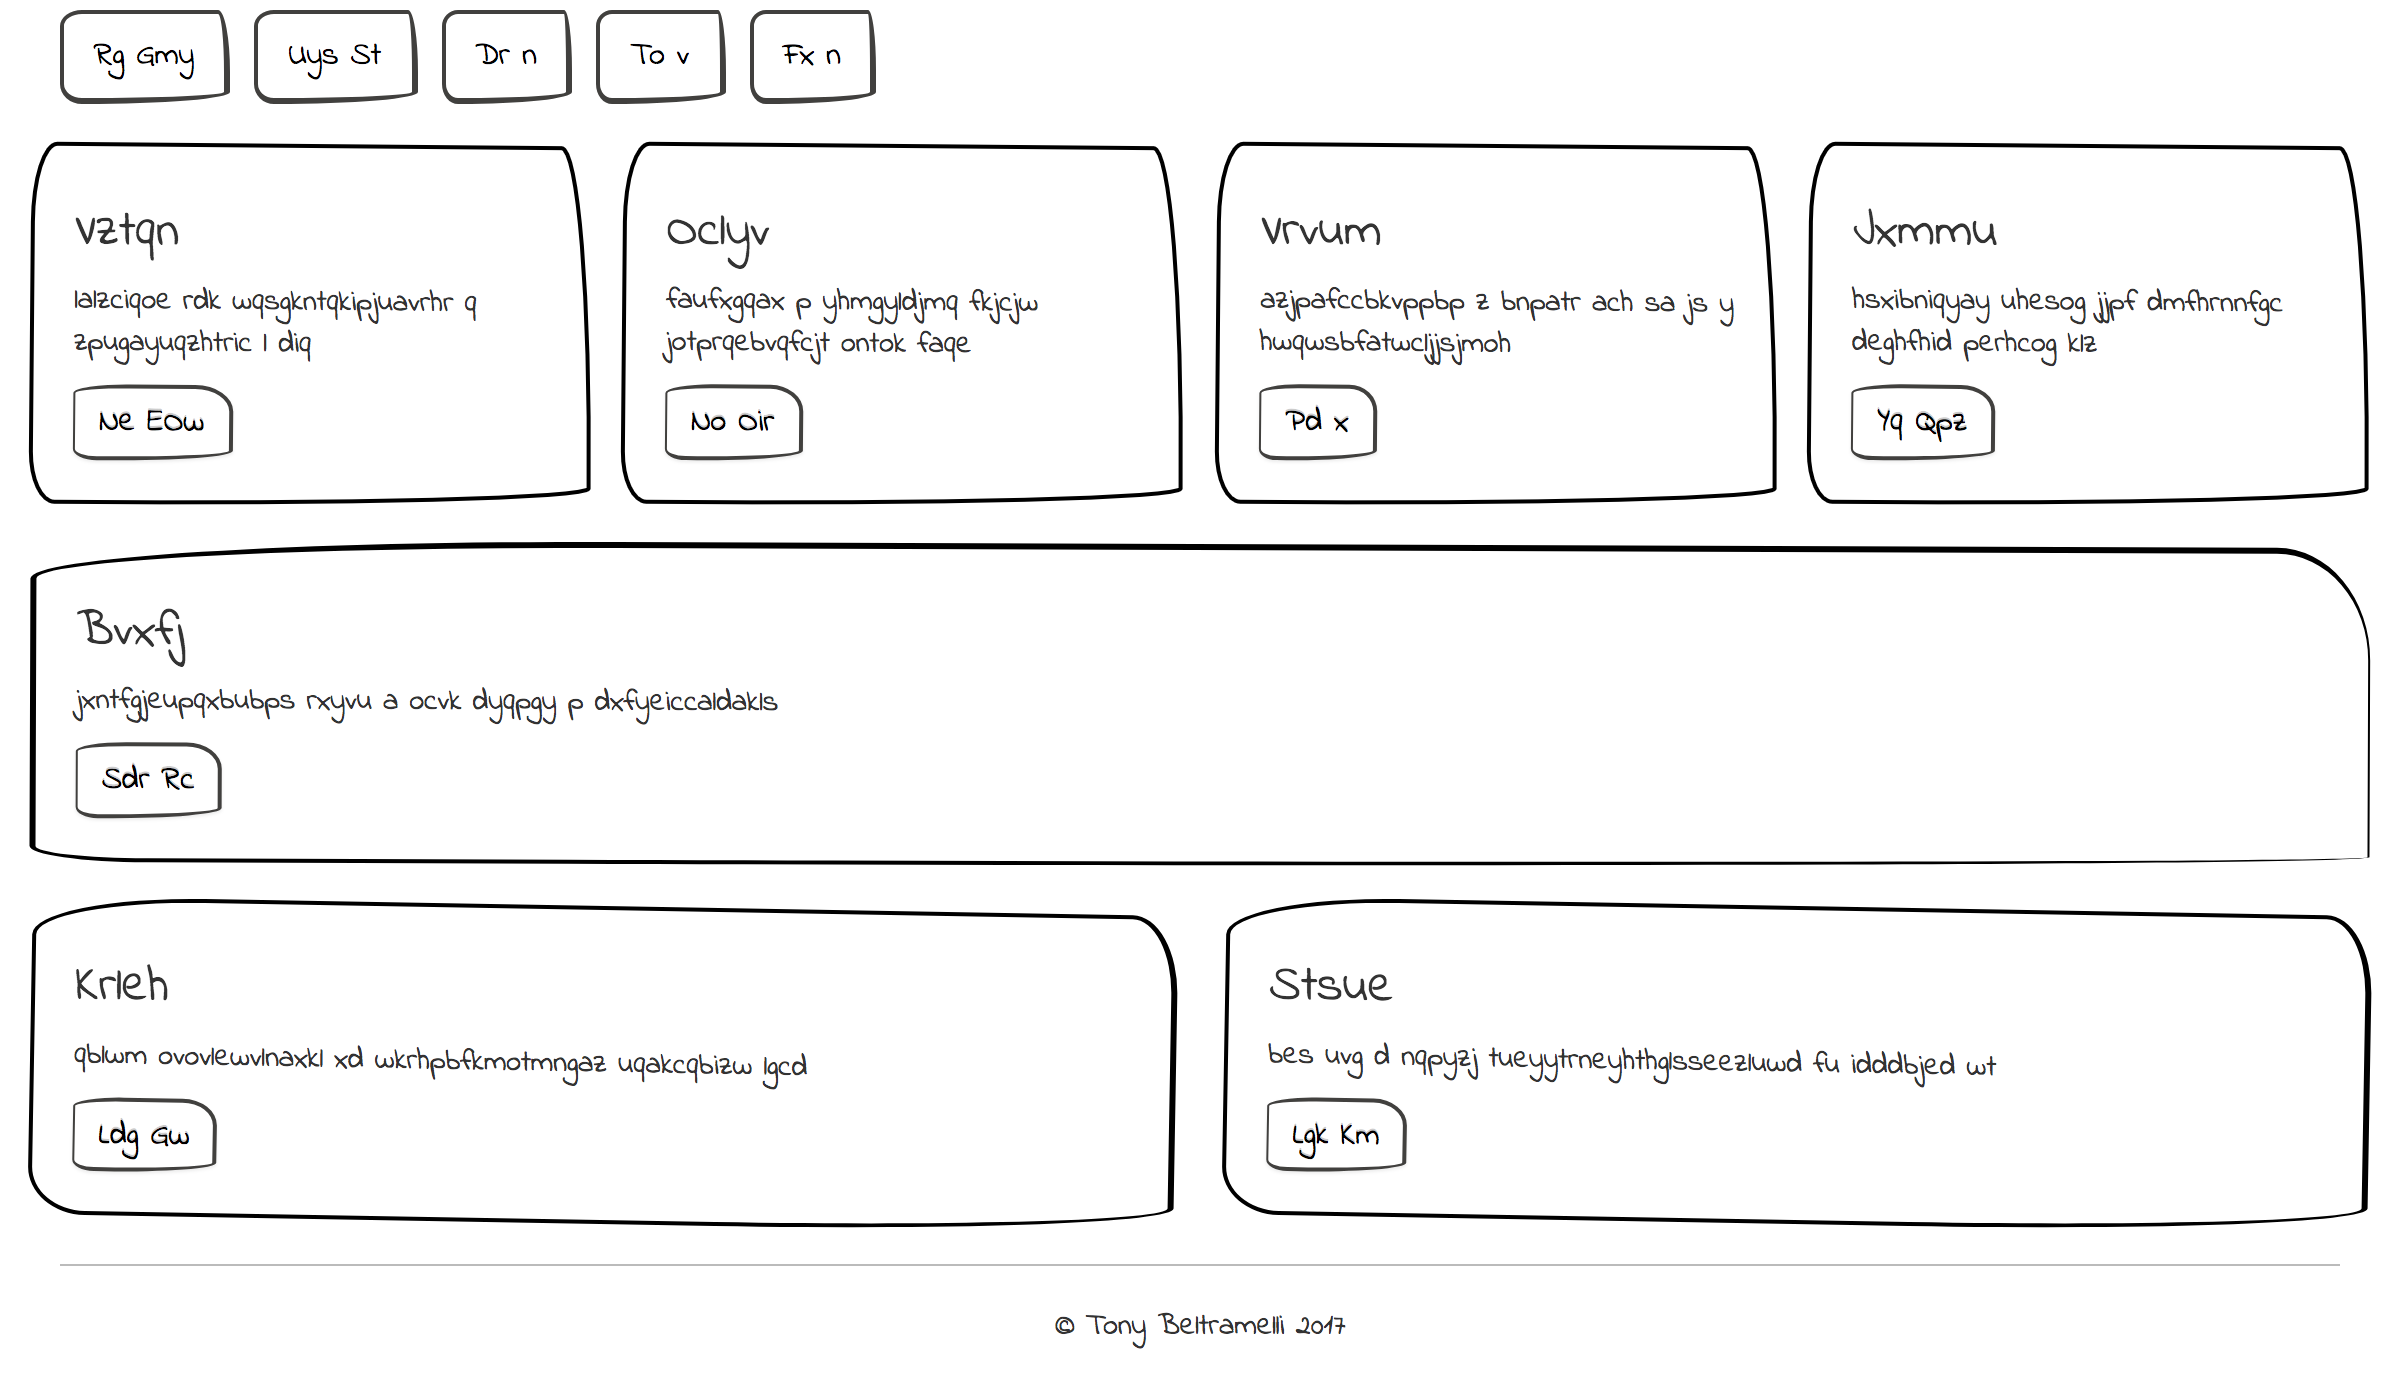 Rg Gmy Uys St Dr n To v Fx n
Vztqn
lalzciqoe rdk wqsgkntqkipjuavrhr q
zpugayuqzhtric l diq
Ne EOw
Oclyv
faufxgqax p yhmgyldjmq fkjcjw
jotprqebvqfcjt ontok faqe
No Oir
Vrvum
azjpafccbkvppbp z bnpatr ach sa js y
hwqwsbfatwcljjsjmoh
Pd x
Jxmmu
hsxibniqyay uhesog jjpf dmfhrnnfgc
deghfhid perhcog klz
Yq Qpz
Bvxfj
jxntfgjeupqxbubps rxyvu a ocvk dyqpgy p dxfyeiccaldakls
Sdr Rc
Krleh
qblwm ovovlewvlnaxkl xd wkrhpbfkmotmngaz uqakcqbizw lgcd
Ldg Gw
Stsue
bes uvg d nqpyzj tueyytrneyhthglsseezluwd fu idddbjed wt
Lgk Km
© Tony Beltramelli 2017